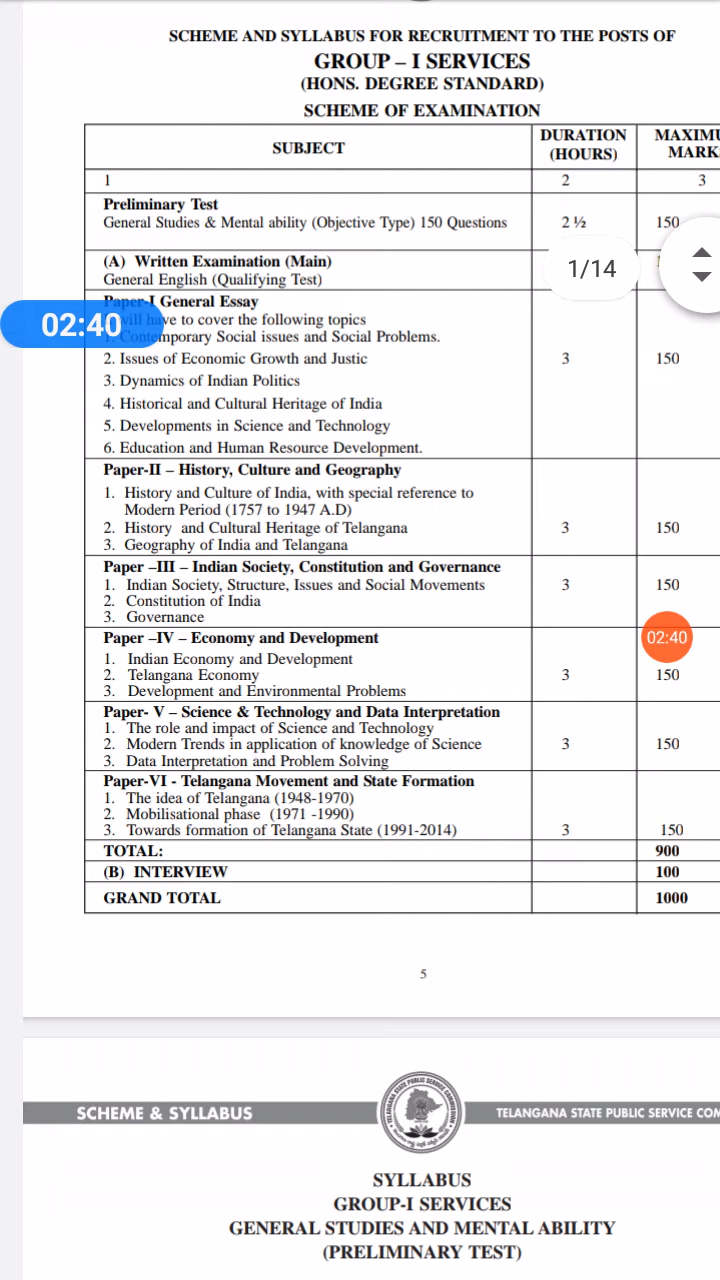 SCHEME AND SYLLABUS FOR RECRUITMENT TO THE POSTS OF
GROUP – I SERVICES
(HONS. DEGREE STANDARD)
SCHEME OF EXAMINATION
SUBJECT DURATION (HOURS) MAXIMU MARK
1 2 3
Preliminary Test
General Studies & Mental ability (Objective Type) 150 Questions 2 ½ 150
(A) Written Examination (Main)
General English (Qualifying Test)
1/14
Paper-I General Essay
will have to cover the following topics
02:40
1. Contemporary Social issues and Social Problems.
2. Issues of Economic Growth and Justic 3 150
3. Dynamics of Indian Politics
4. Historical and Cultural Heritage of India
5. Developments in Science and Technology
6. Education and Human Resource Development.
Paper-II – History, Culture and Geography
1. History and Culture of India, with special reference to
Modern Period (1757 to 1947 A.D)
2. History and Cultural Heritage of Telangana 3 150
3. Geography of India and Telangana
Paper –III – Indian Society, Constitution and Governance
1. Indian Society, Structure, Issues and Social Movements 3 150
2. Constitution of India
3. Governance
Paper –IV – Economy and Development
02:40
1. Indian Economy and Development
2. Telangana Economy 3 150
3. Development and Environmental Problems
Paper- V – Science & Technology and Data Interpretation
1. The role and impact of Science and Technology
2. Modern Trends in application of knowledge of Science 3 150
3. Data Interpretation and Problem Solving
Paper-VI - Telangana Movement and State Formation
1. The idea of Telangana (1948-1970)
2. Mobilisational phase (1971 -1990)
3. Towards formation of Telangana State (1991-2014) 3 150
TOTAL: 900
(B) INTERVIEW 100
GRAND TOTAL 1000
5
SCHEME & SYLLABUS TELANGANA STATE PUBLIC SERVICE COM
SYLLABUS
GROUP-I SERVICES
GENERAL STUDIES AND MENTAL ABILITY
(PRELIMINARY TEST)